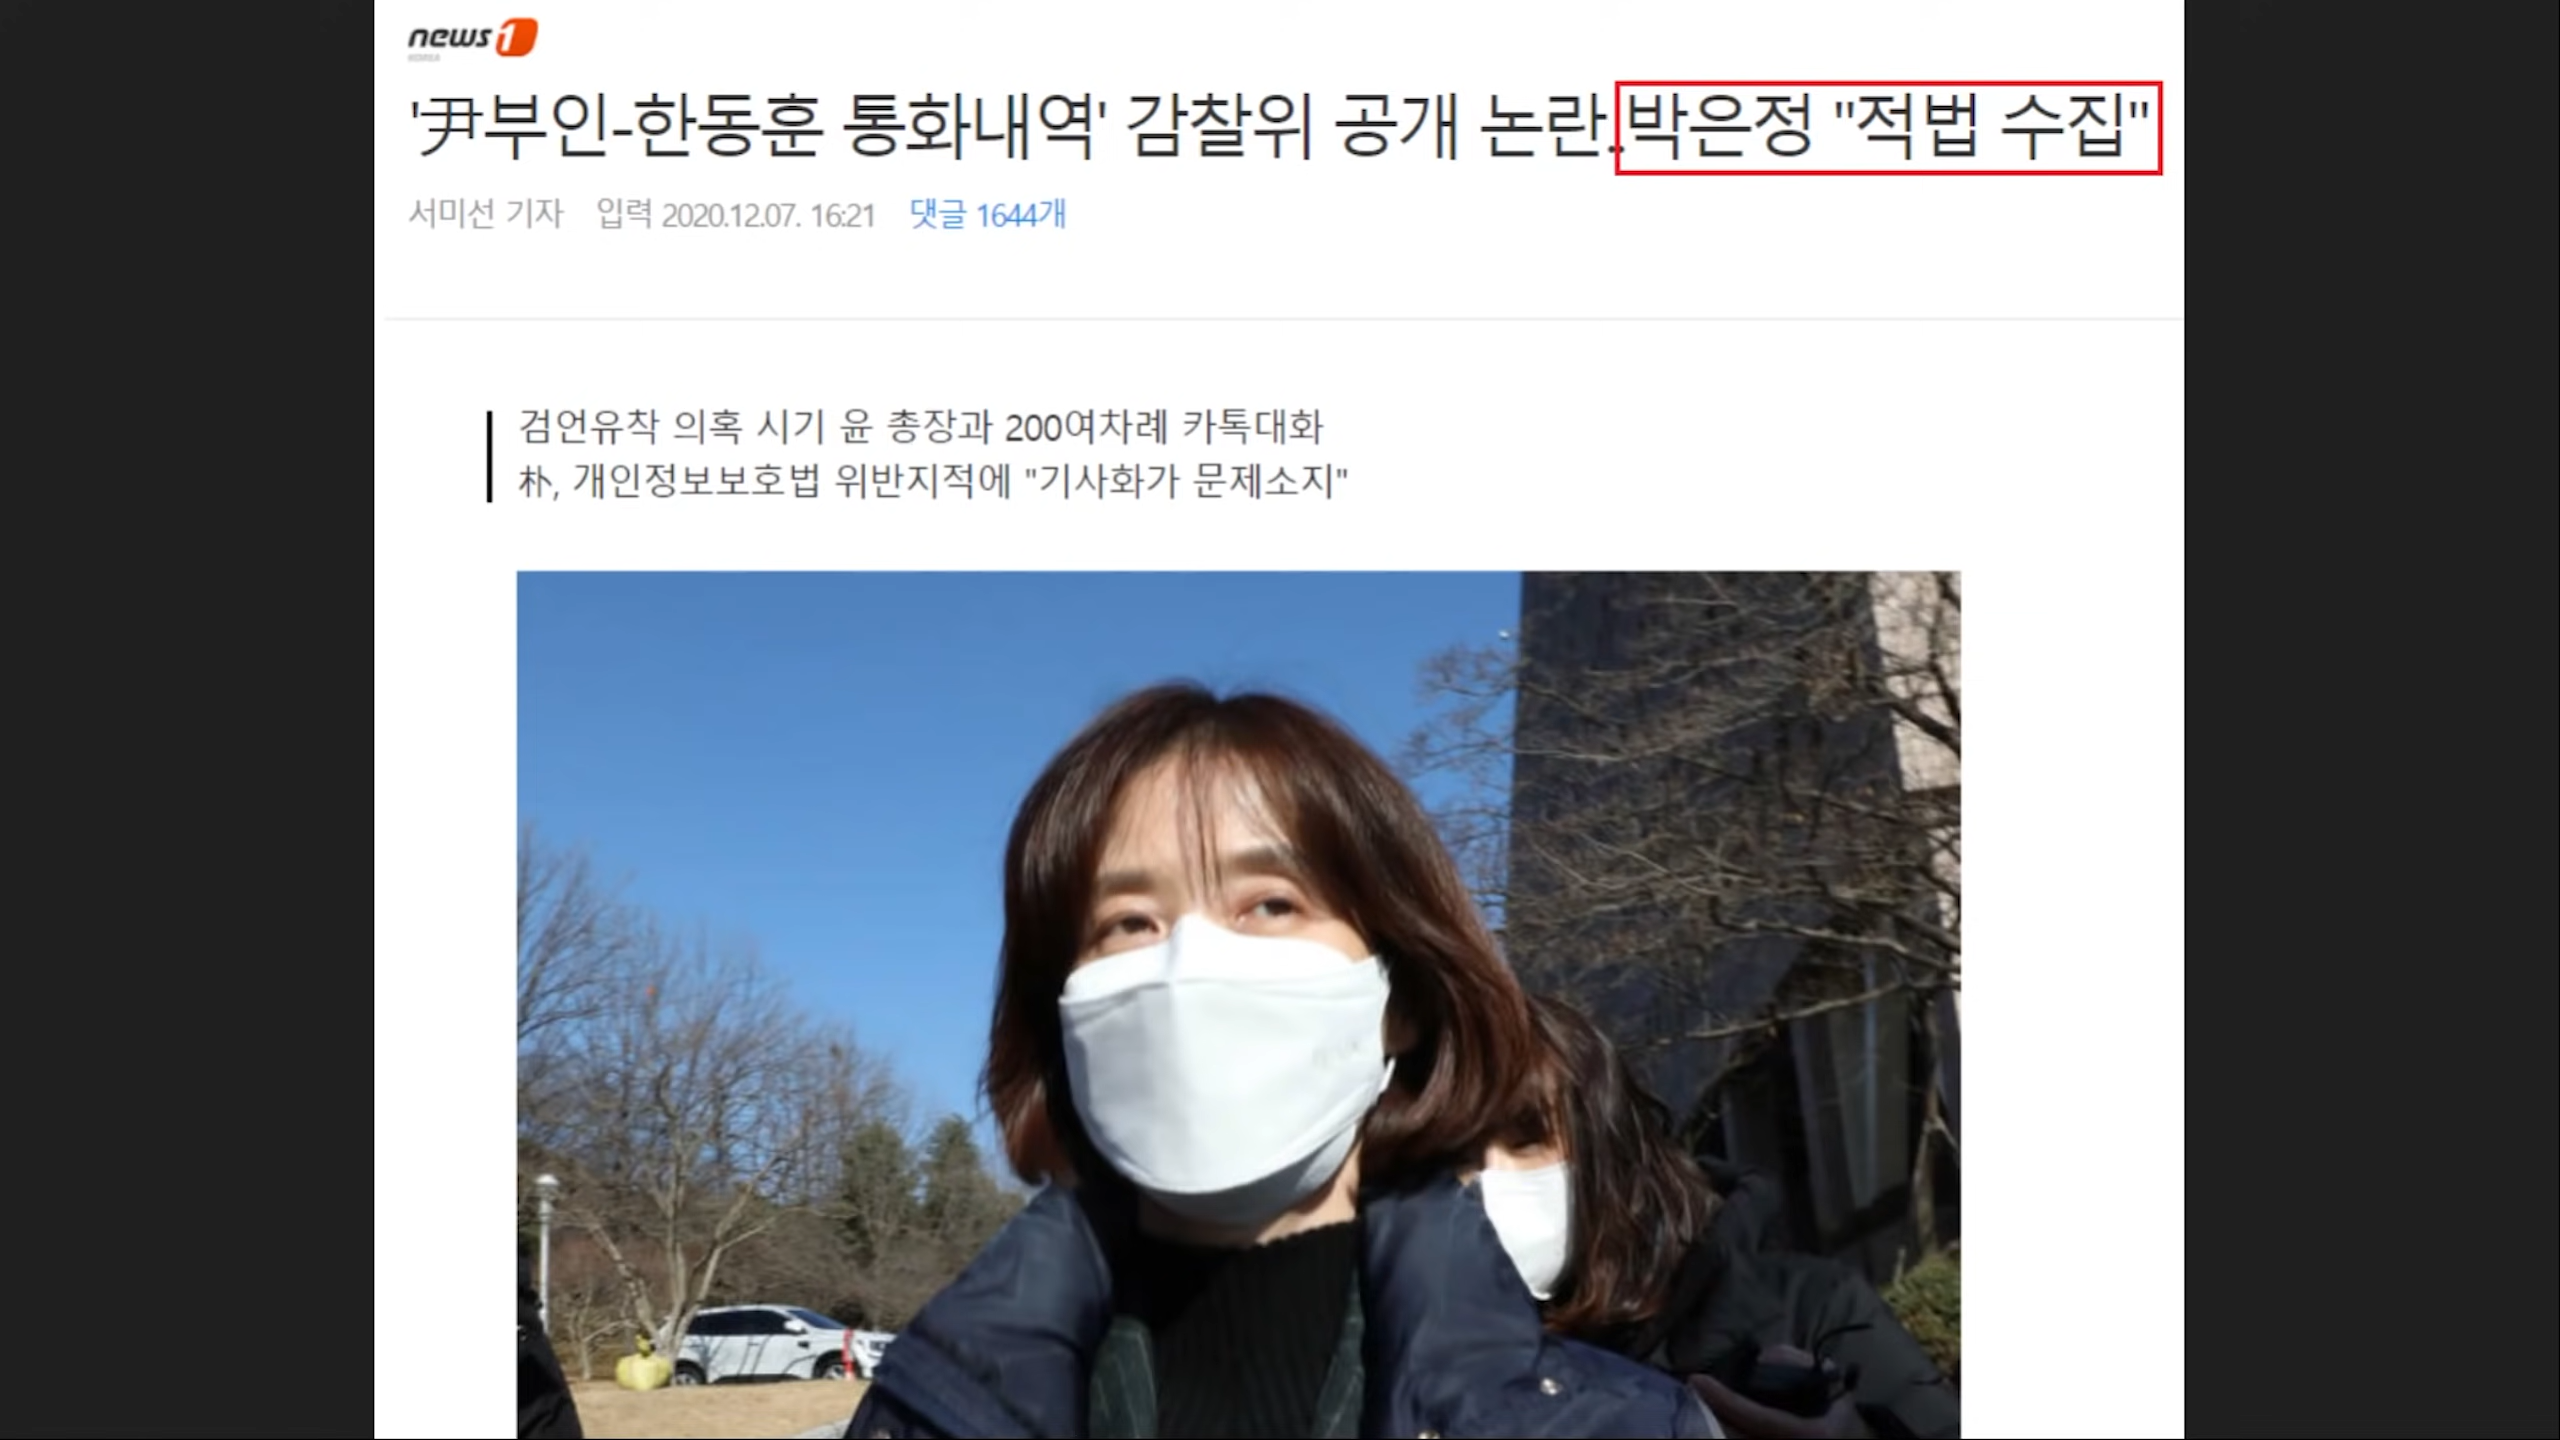 news1
KOREA
'尹부인-한동훈 통화내역' 감찰위 공개 논란..박은정 "적법 수집"
서미선 기자 입력 2020.12.07. 16:21 댓글 1644개
검언유착 의혹 시기 윤 총장과 200여차례 카톡대화
朴, 개인정보보호법 위반지적에 "기사화가 문제소지"